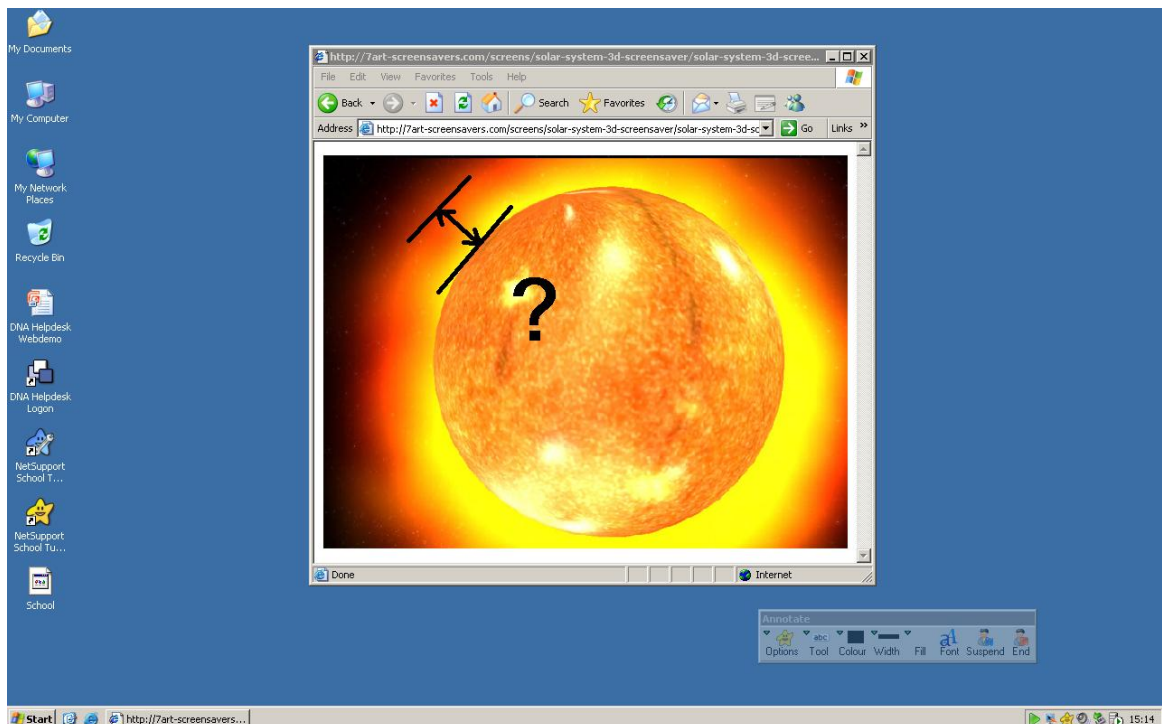 My Documents
My Computer
My Network
Places
Recycle Bin
DNA Helpdesk
Webdemo
DNA Helpdesk
Logon
NetSupport
School T...
NetSupport
School Tu...
School
http://7art-screensavers.com/screens/solar-system-3d-screensaver/solar-system-3d-scree...
File Edit View Favorites Tools Help
Back Search Favorites
Address http://7art-screensavers.com/screens/solar-system-3d-screensaver/solar-system-3d-sc Go Links »
?
Done Internet
Annotate
abc
Options Tool Colour Width Fill Font Suspend End
Start http://7art-screensavers... 15:14